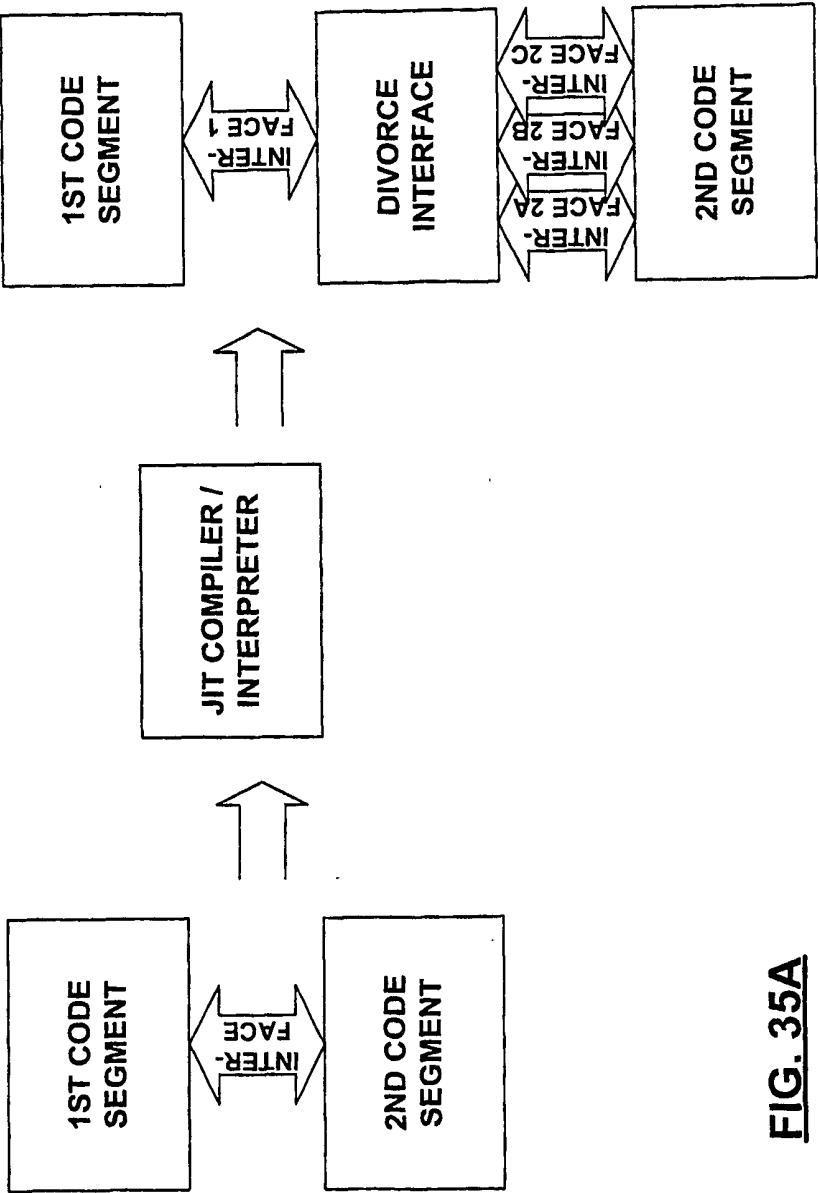 1ST CODE
SEGMENT
INTER-
FACE
2ND CODE
SEGMENT
JIT COMPILER /
INTERPRETER
1ST CODE
SEGMENT
INTER-
FACE 1
DIVORCE
INTERFACE
INTER-
FACE 2A
INTER-
FACE 2B
INTER-
FACE 2C
2ND CODE
SEGMENT
FIG. 35A